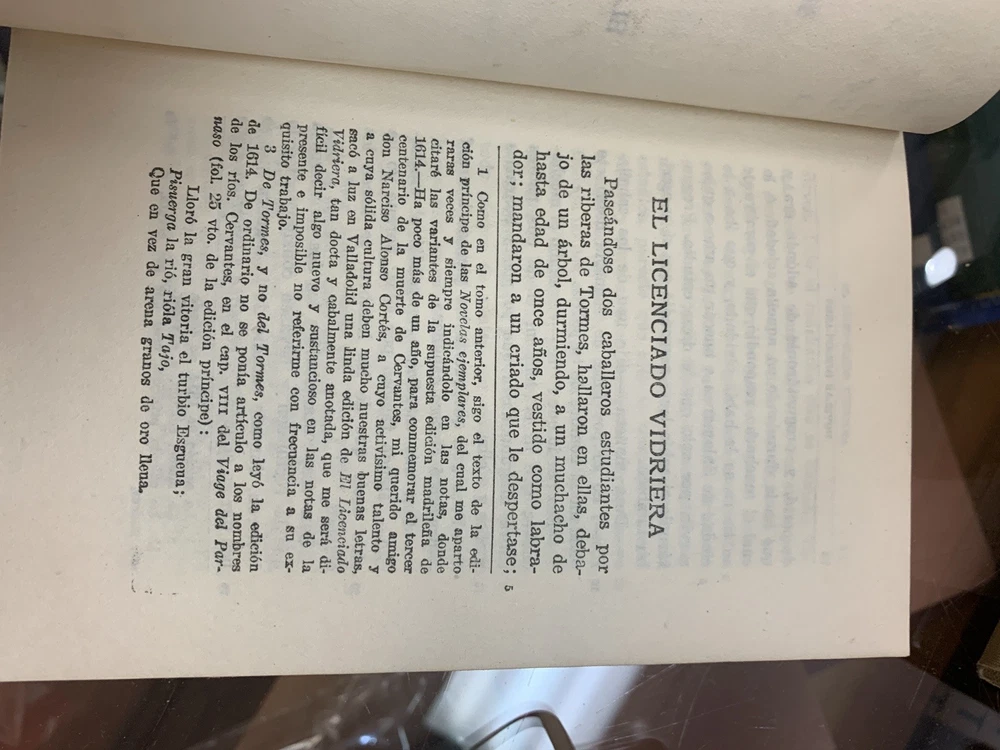 EL LICENCIADO VIDRIERA
Paseándose dos caballeros estudiantes por
las riberas de Tormes, hallaron en ellas, deba-
jo de un árbol, durmiendo, a un muchacho de
hasta edad de once años, vestido como labra-
dor; mandaron a un criado que le despertase;
5
1 Como en el tomo anterior, sigo el texto de la edi-
ción príncipe de las Novelas ejemplares, del cual me aparto
raras veces y siempre indicándolo en las notas, donde
citaré las variantes de la supuesta edición madrileña de
1614.—Ha poco más de un año, para conmemorar el tercer
centenario de la muerte de Cervantes, mi querido amigo
don Narciso Alonso Cortés, a cuyo activisimo talento y
a cuya sólida cultura deben mucho nuestras buenas letras,
sacó a luz en Valladolid una linda edición de El Licenciado
Vidriera, tan docta y cabalmente anotada, que me será di-
fícil decir algo nuevo y sustancioso en las notas de la
presente e imposible no referirme con frecuencia a su ex-
quisito trabajo.
3 De Tormes, y no del Tormes, como leyó la edición
de 1614. De ordinario no se ponía artículo a los nombres
de los ríos. Cervantes, en el cap. VIII del Viage del Par-
naso (fol. 25 vto. de la edición príncipe):
Lloró la gran vitoria el turbio Esgueua;
Pisuerga la rió, rióla Tajo,
Que en vez de arena granos de oro lleua.